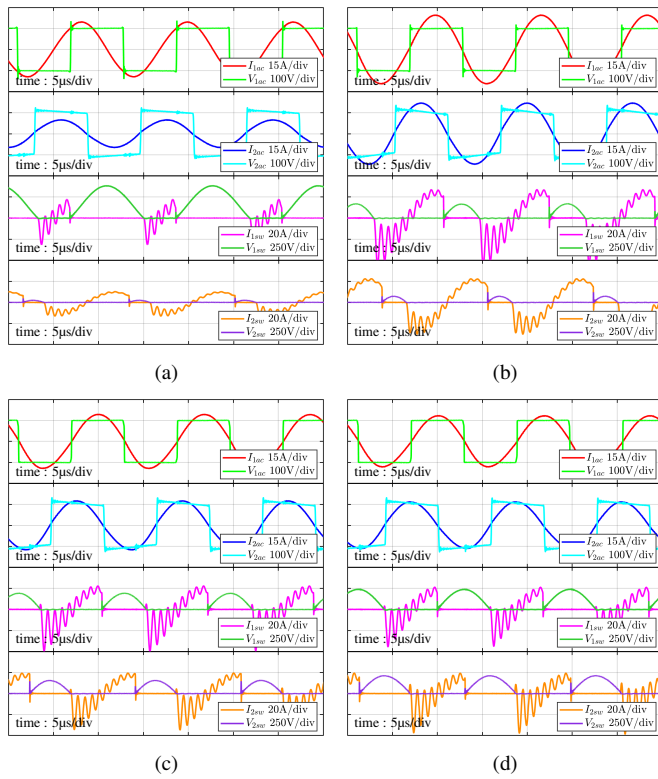 I1ac 15A/div
V1ac 100V/div
time : 5μs/div
I2ac 15A/div
V2ac 100V/div
time : 5μs/div
I1sw 20A/div
V1sw 250V/div
time : 5μs/div
I2sw 20A/div
V2sw 250V/div
time : 5μs/div
(a)
I1ac 15A/div
V1ac 100V/div
time : 5μs/div
I2ac 15A/div
V2ac 100V/div
time : 5μs/div
I1sw 20A/div
V1sw 250V/div
time : 5μs/div
I2sw 20A/div
V2sw 250V/div
time : 5μs/div
(b)
I1ac 15A/div
V1ac 100V/div
time : 5μs/div
I2ac 15A/div
V2ac 100V/div
time : 5μs/div
I1sw 20A/div
V1sw 250V/div
time : 5μs/div
I2sw 20A/div
V2sw 250V/div
time : 5μs/div
(c)
I1ac 15A/div
V1ac 100V/div
time : 5μs/div
I2ac 15A/div
V2ac 100V/div
time : 5μs/div
I1sw 20A/div
V1sw 250V/div
time : 5μs/div
I2sw 20A/div
V2sw 250V/div
time : 5μs/div
(d)